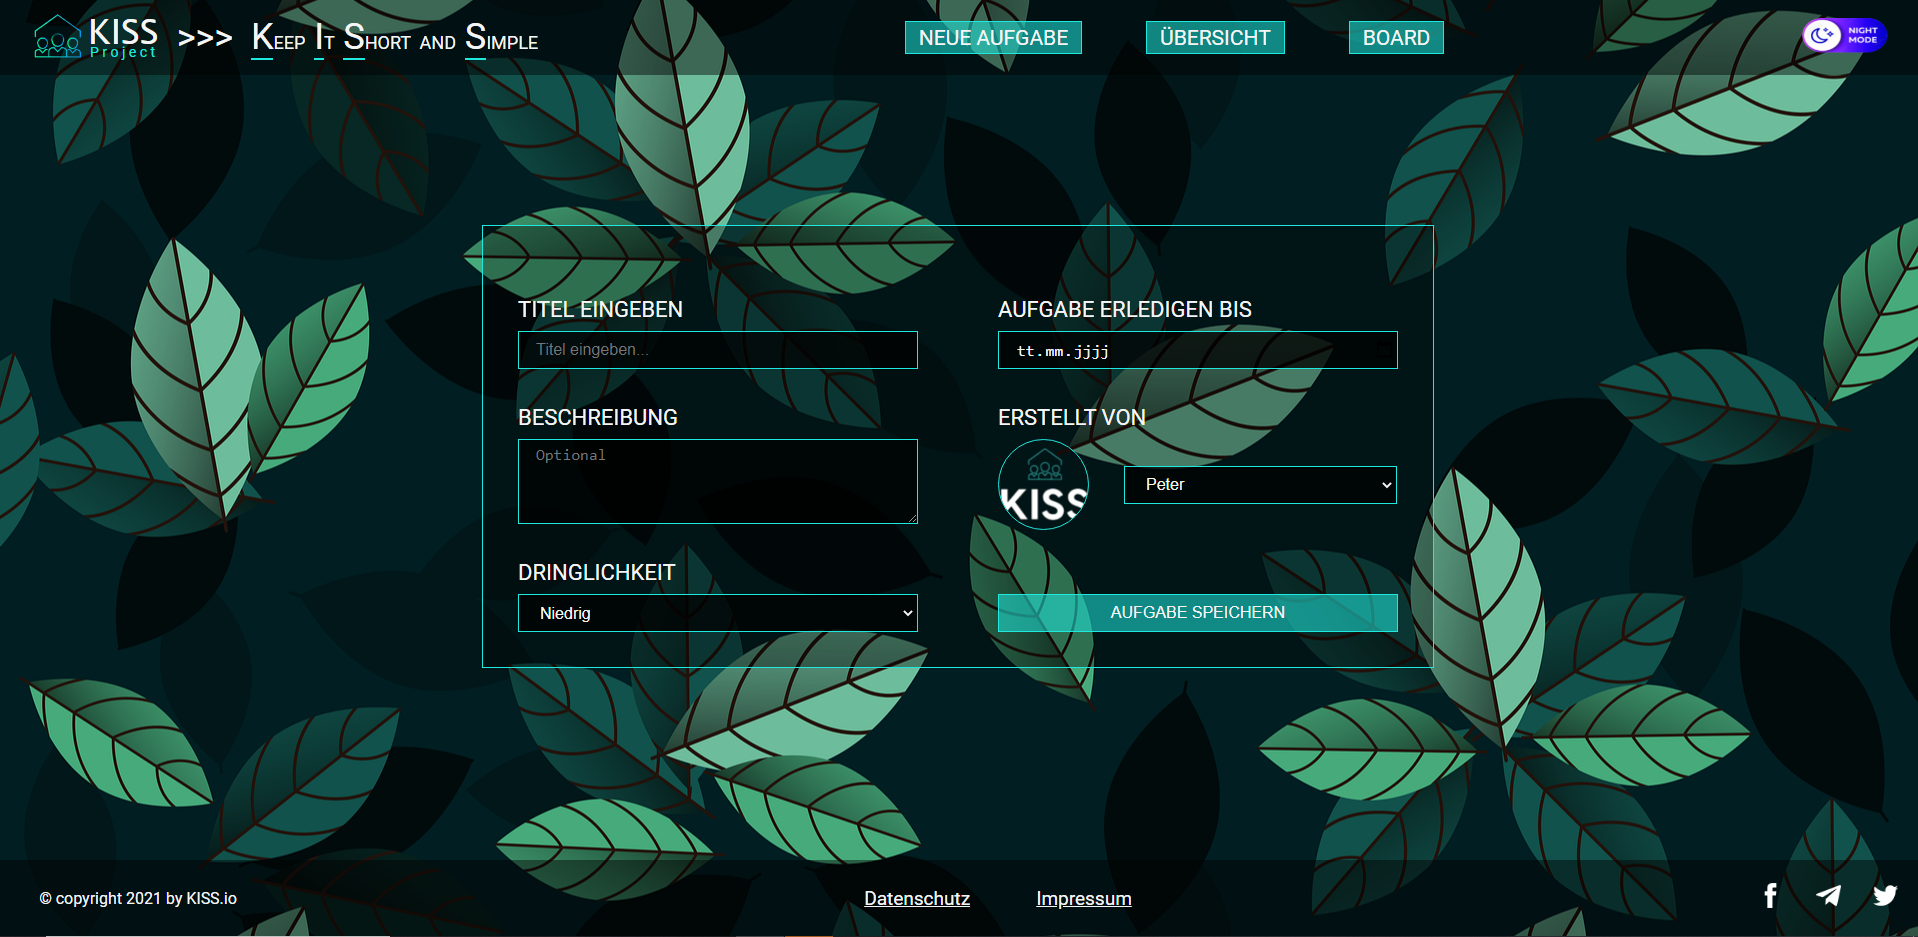 KISS
Project
>>> Keep It Short and Simple
NEUE AUFGABE
ÜBERSICHT
BOARD
NIGHT
MODE
TITEL EINGEBEN
Titel eingeben...
BESCHREIBUNG
Optional
DRINGLICHKEIT
Niedrig
AUFGABE ERLEDIGEN BIS
tt.mm.jjjj
ERSTELLT VON
KISS
Peter
AUFGABE SPEICHERN
© copyright 2021 by KISS.io
Datenschutz
Impressum